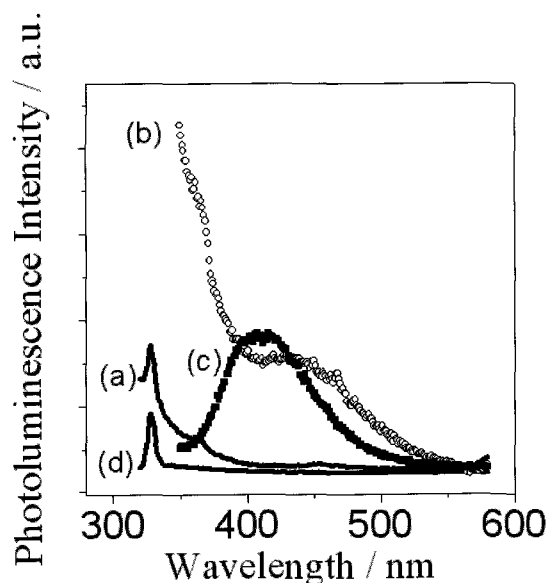 Photoluminescence Intensity / a.u.
(b)
(c)
(a)
(d)
300 400 500 600
Wavelength / nm